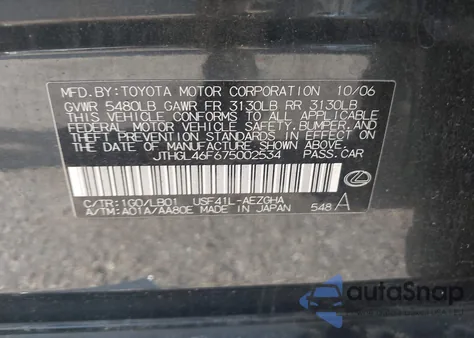 MFD.BY:TOYOTA MOTOR CORPORATION 10/06
GVWR 5480LB GAWR FR 3130LB RR 3130LB
THIS VEHICLE CONFORMS TO ALL APPLICABLE
FEDERAL MOTOR VEHICLE SAFETY, BUMPER, AND
THEFT PREVENTION STANDARDS IN EFFECT ON
THE DATE OF MANUFACTURE SHOWN ABOVE.
JTHGL46F675002534 PASS.CAR
C/TR:1G0/LB01 USF41L-AEZGHA
A/TM:A01A/AA80E MADE IN JAPAN 548 A
autoSnap